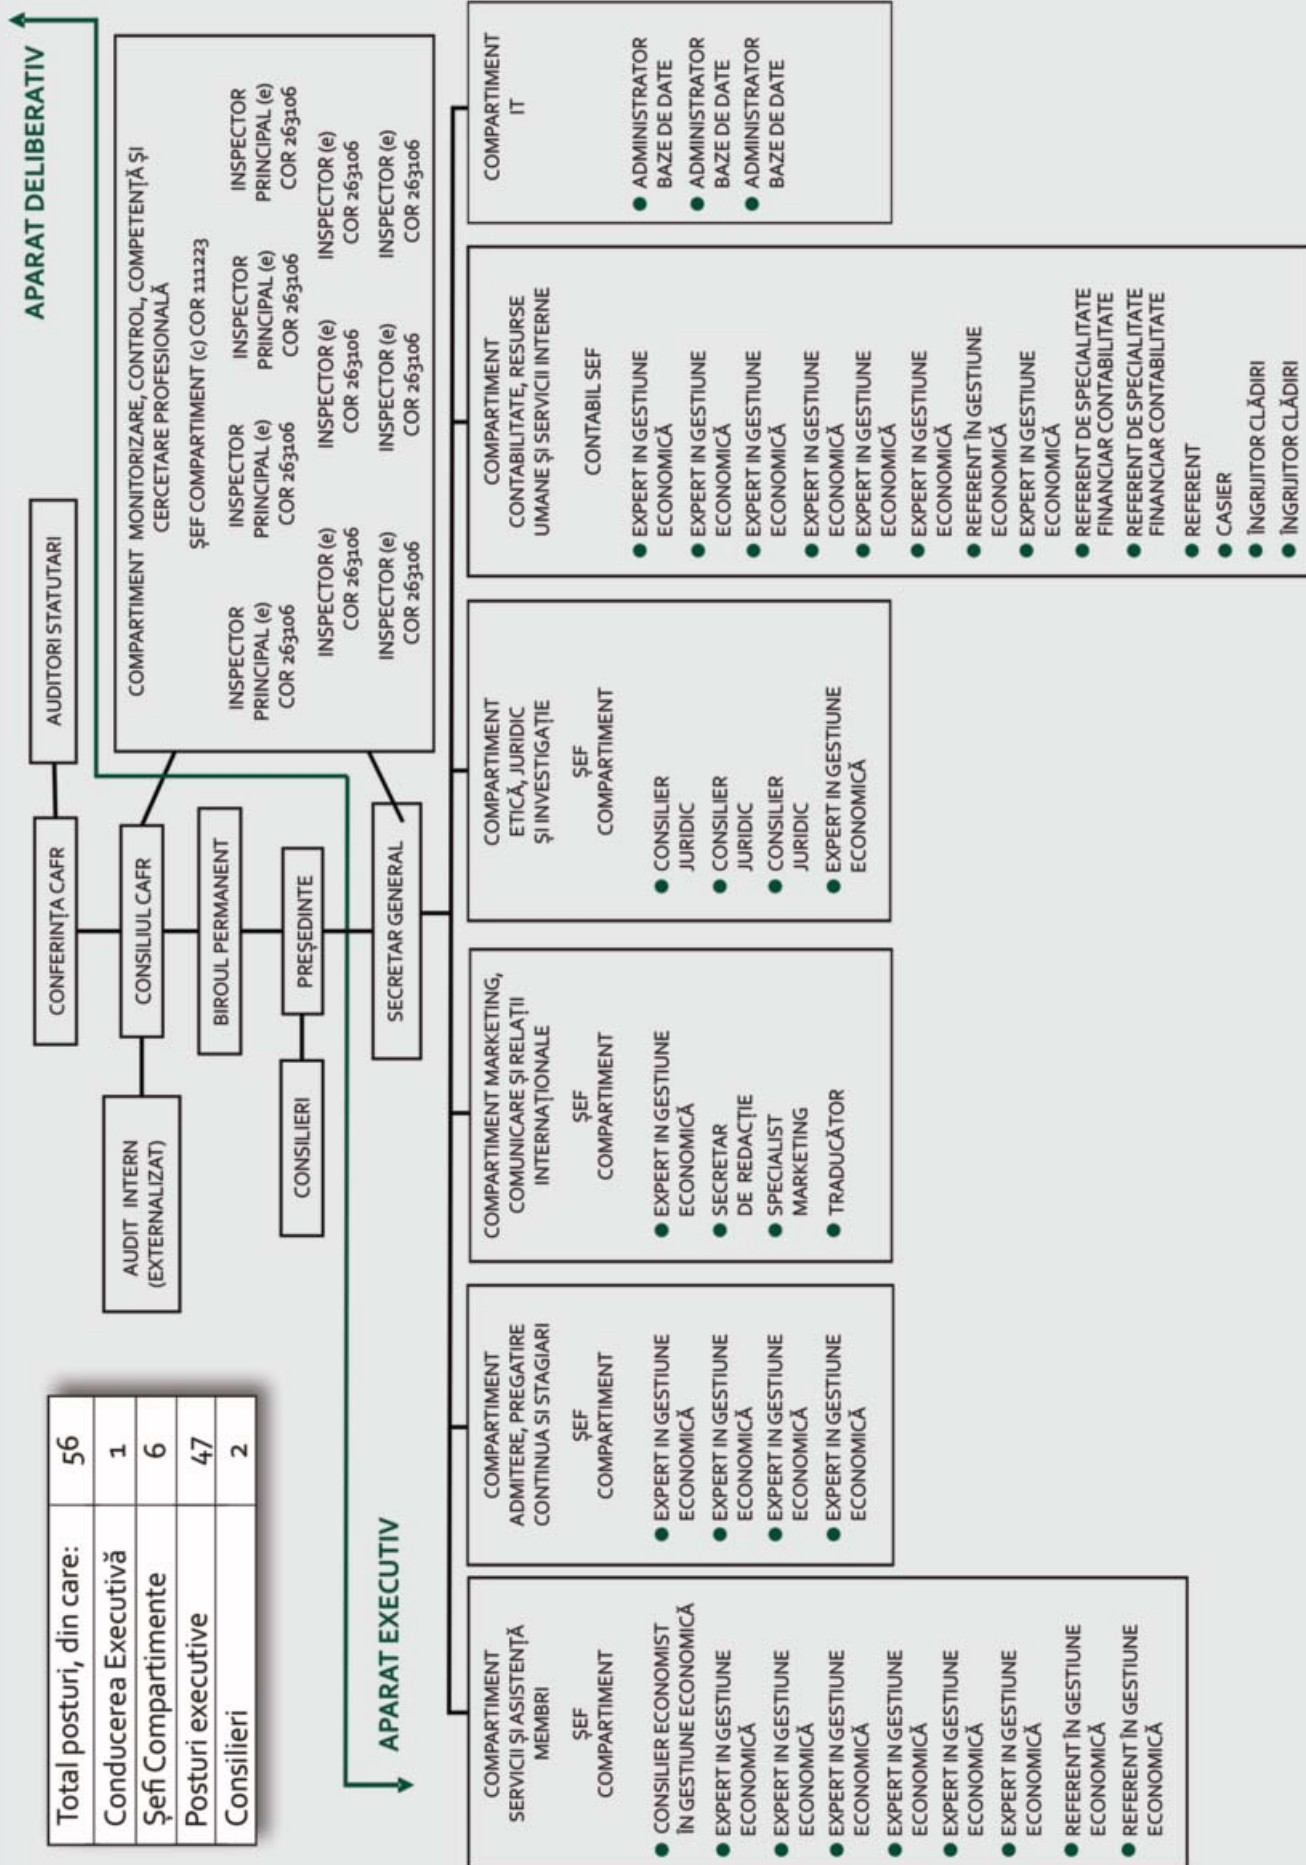 APARAT DELIBERATIV
Total posturi, din care: 56
Conducerea Executivă 1
Șefi Compartimente 6
Posturi executive 47
Consilieri 2
CONFERINȚA CAFR
AUDITORI STATUTARI
AUDIT INTERN
(EXTERNALIZAT)
CONSILIUL CAFR
BIROUL PERMANENT
CONSILIERI
PREȘEDINTE
SECRETAR GENERAL
COMPARTIMENT MONITORIZARE, CONTROL, COMPETENȚĂ ȘI
CERCETARE PROFESIONALĂ
ȘEF COMPARTIMENT (c) COR 111223
INSPECTOR
PRINCIPAL (e)
COR 263106
INSPECTOR
PRINCIPAL (e)
COR 263106
INSPECTOR
PRINCIPAL (e)
COR 263106
INSPECTOR
PRINCIPAL (e)
COR 263106
INSPECTOR (e)
COR 263106
INSPECTOR (e)
COR 263106
INSPECTOR (e)
COR 263106
INSPECTOR (e)
COR 263106
INSPECTOR (e)
COR 263106
INSPECTOR (e)
COR 263106
APARAT EXECUTIV
COMPARTIMENT
SERVICII ȘI ASISTENȚĂ
MEMBRI
ȘEF
COMPARTIMENT
● CONSILIER ECONOMIST
ÎN GESTIUNE ECONOMICĂ
● EXPERT IN GESTIUNE
ECONOMICĂ
● EXPERT IN GESTIUNE
ECONOMICĂ
● EXPERT IN GESTIUNE
ECONOMICĂ
● EXPERT IN GESTIUNE
ECONOMICĂ
● EXPERT IN GESTIUNE
ECONOMICĂ
● EXPERT IN GESTIUNE
ECONOMICĂ
● REFERENT ÎN GESTIUNE
ECONOMICĂ
● REFERENT ÎN GESTIUNE
ECONOMICĂ
COMPARTIMENT
ADMITERE, PREGATIRE
CONTINUA SI STAGIARI
ȘEF
COMPARTIMENT
● EXPERT IN GESTIUNE
ECONOMICĂ
● EXPERT IN GESTIUNE
ECONOMICĂ
● EXPERT IN GESTIUNE
ECONOMICĂ
● EXPERT IN GESTIUNE
ECONOMICĂ
COMPARTIMENT MARKETING,
COMUNICARE ȘI RELAȚII
INTERNAȚIONALE
ȘEF
COMPARTIMENT
● EXPERT IN GESTIUNE
ECONOMICĂ
● SECRETAR
DE REDACȚIE
● SPECIALIST
MARKETING
● TRADUCĂTOR
COMPARTIMENT
ETICĂ, JURIDIC
ȘI INVESTIGAȚIE
ȘEF
COMPARTIMENT
● CONSILIER
JURIDIC
● CONSILIER
JURIDIC
● CONSILIER
JURIDIC
● EXPERT IN GESTIUNE
ECONOMICĂ
COMPARTIMENT
CONTABILITATE, RESURSE
UMANE ȘI SERVICII INTERNE
CONTABIL SEF
● EXPERT IN GESTIUNE
ECONOMICĂ
● EXPERT IN GESTIUNE
ECONOMICĂ
● EXPERT IN GESTIUNE
ECONOMICĂ
● EXPERT IN GESTIUNE
ECONOMICĂ
● EXPERT IN GESTIUNE
ECONOMICĂ
● EXPERT IN GESTIUNE
ECONOMICĂ
● REFERENT ÎN GESTIUNE
ECONOMICĂ
● EXPERT IN GESTIUNE
ECONOMICĂ
● REFERENT DE SPECIALITATE
FINANCIAR CONTABILITATE
● REFERENT DE SPECIALITATE
FINANCIAR CONTABILITATE
● REFERENT
● CASIER
● ÎNGRIJITOR CLĂDIRI
● ÎNGRIJITOR CLĂDIRI
COMPARTIMENT
IT
● ADMINISTRATOR
BAZE DE DATE
● ADMINISTRATOR
BAZE DE DATE
● ADMINISTRATOR
BAZE DE DATE